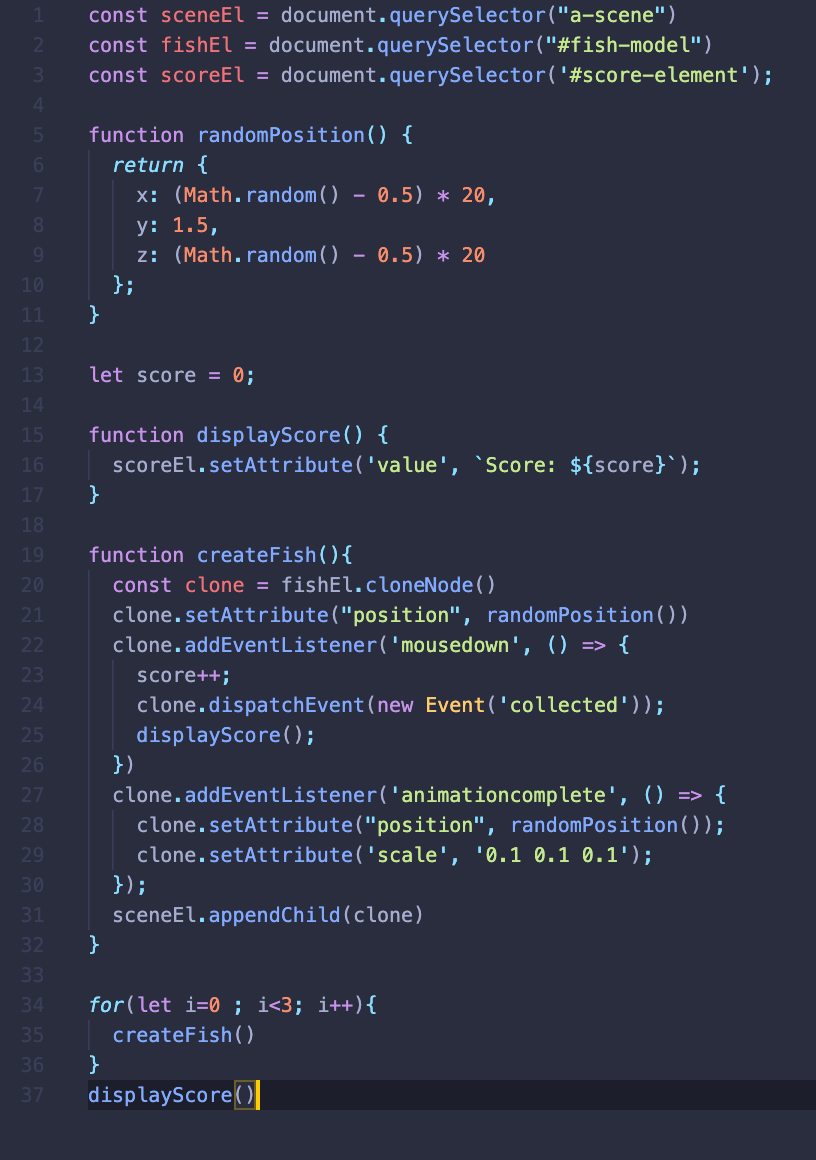 1 const sceneEl = document.querySelector("a-scene")
2 const fishEl = document.querySelector("#fish-model")
3 const scoreEl = document.querySelector('#score-element');
4
5 function randomPosition() {
6   return {
7     x: (Math.random() - 0.5) * 20,
8     y: 1.5,
9     z: (Math.random() - 0.5) * 20
10   };
11 }
12
13 let score = 0;
14
15 function displayScore() {
16   scoreEl.setAttribute('value', `Score: ${score}`);
17 }
18
19 function createFish(){
20   const clone = fishEl.cloneNode()
21   clone.setAttribute("position", randomPosition())
22   clone.addEventListener('mousedown', () => {
23     score++;
24     clone.dispatchEvent(new Event('collected'));
25     displayScore();
26   })
27   clone.addEventListener('animationcomplete', () => {
28     clone.setAttribute("position", randomPosition());
29     clone.setAttribute('scale', '0.1 0.1 0.1');
30   });
31   sceneEl.appendChild(clone)
32 }
33
34 for(let i=0 ; i<3; i++){
35   createFish()
36 }
37 displayScore()